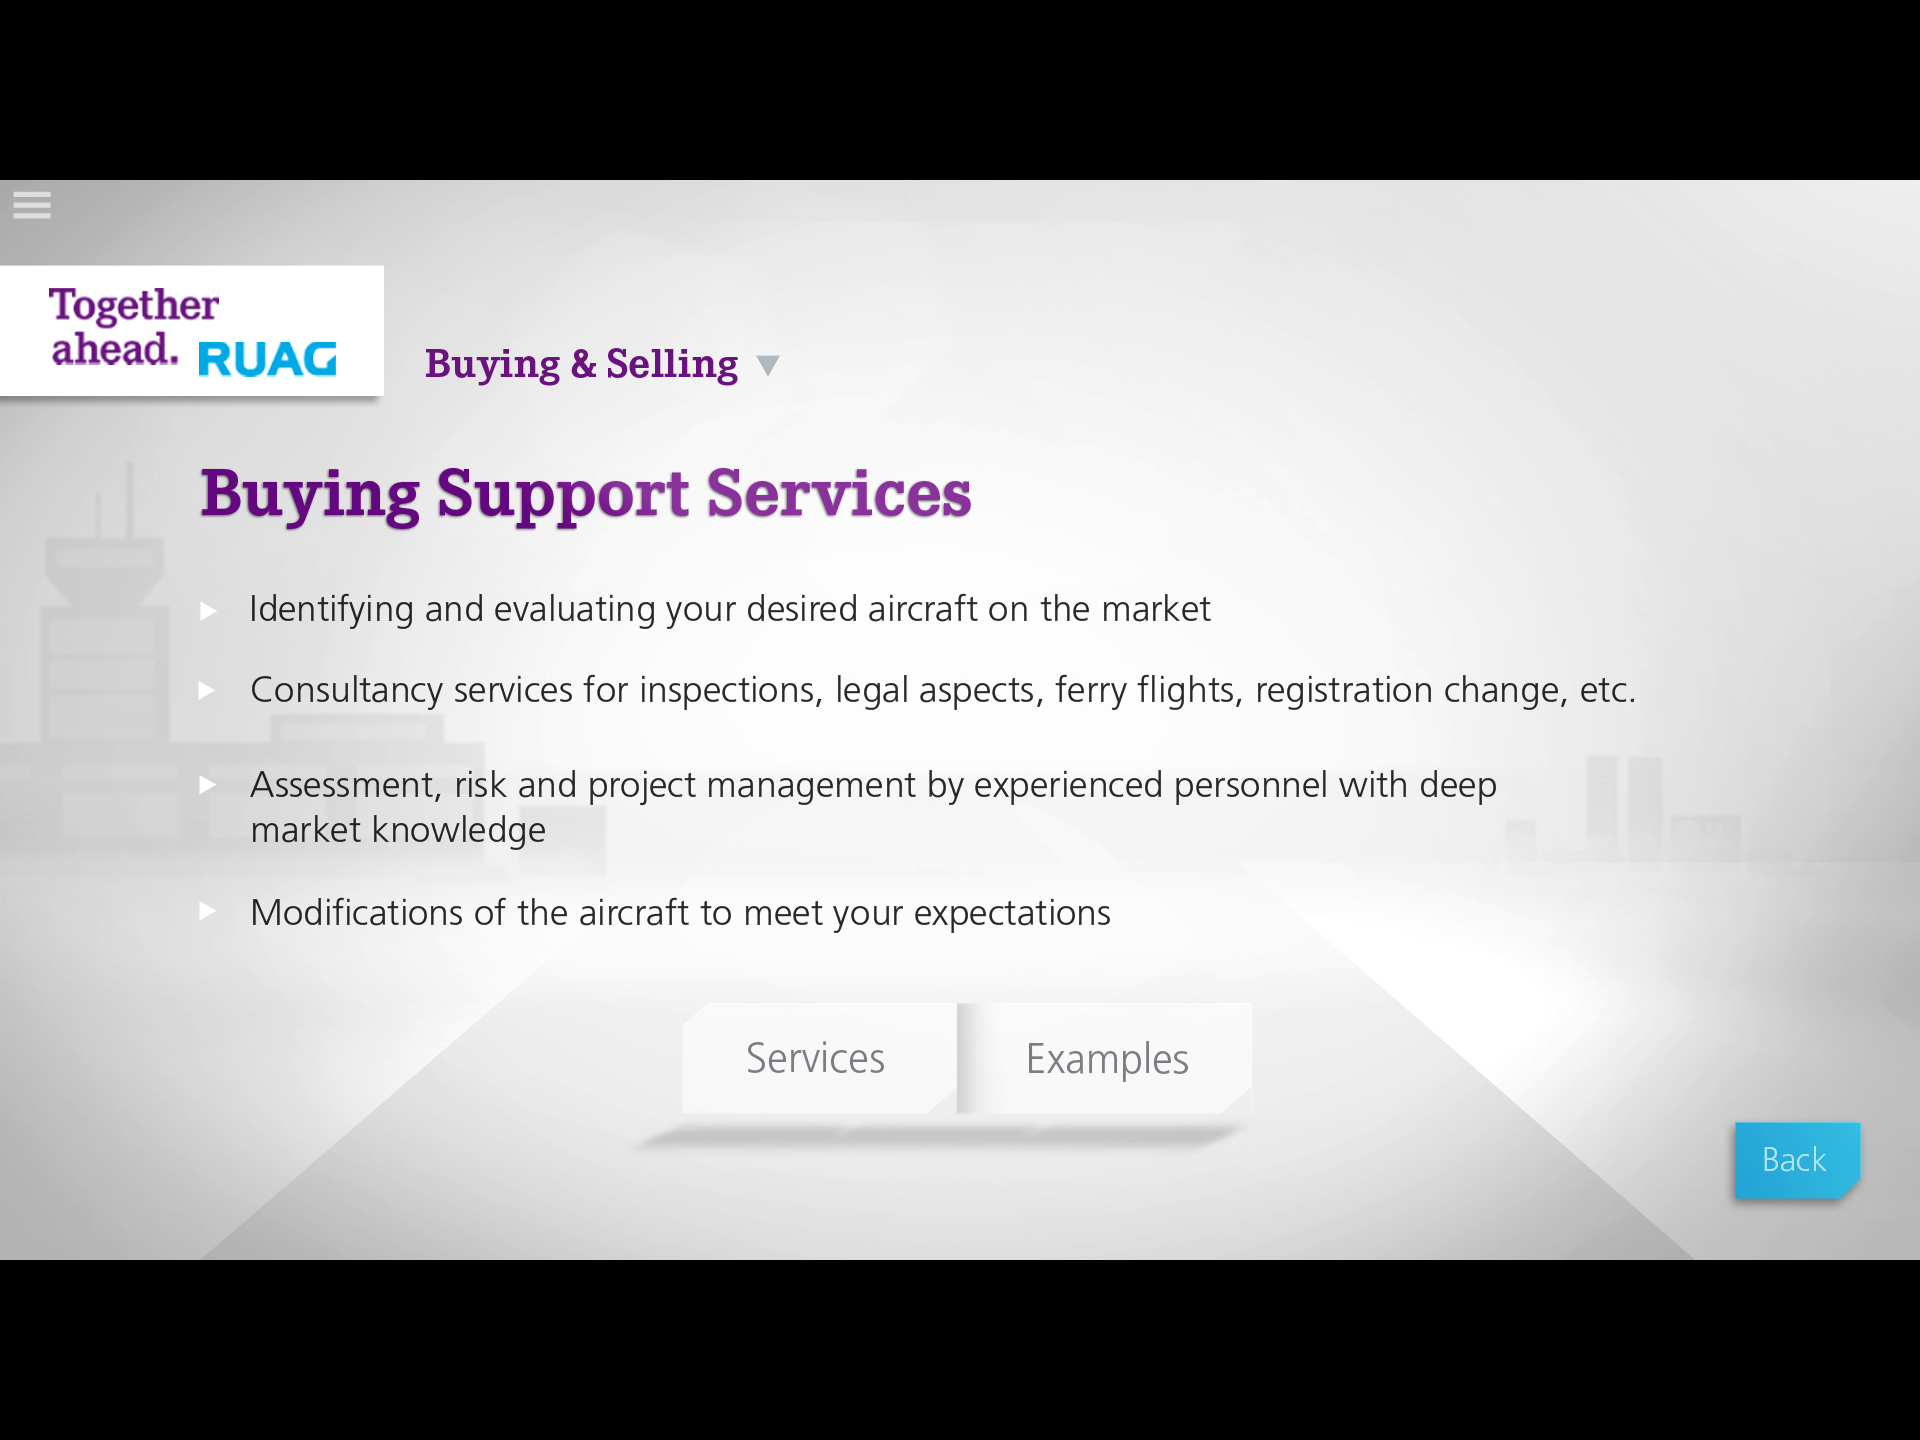 Together
ahead. RUAG
Buying & Selling
Buying Support Services
Identifying and evaluating your desired aircraft on the market
Consultancy services for inspections, legal aspects, ferry flights, registration change, etc.
Assessment, risk and project management by experienced personnel with deep
market knowledge
Modifications of the aircraft to meet your expectations
Services Examples
Back